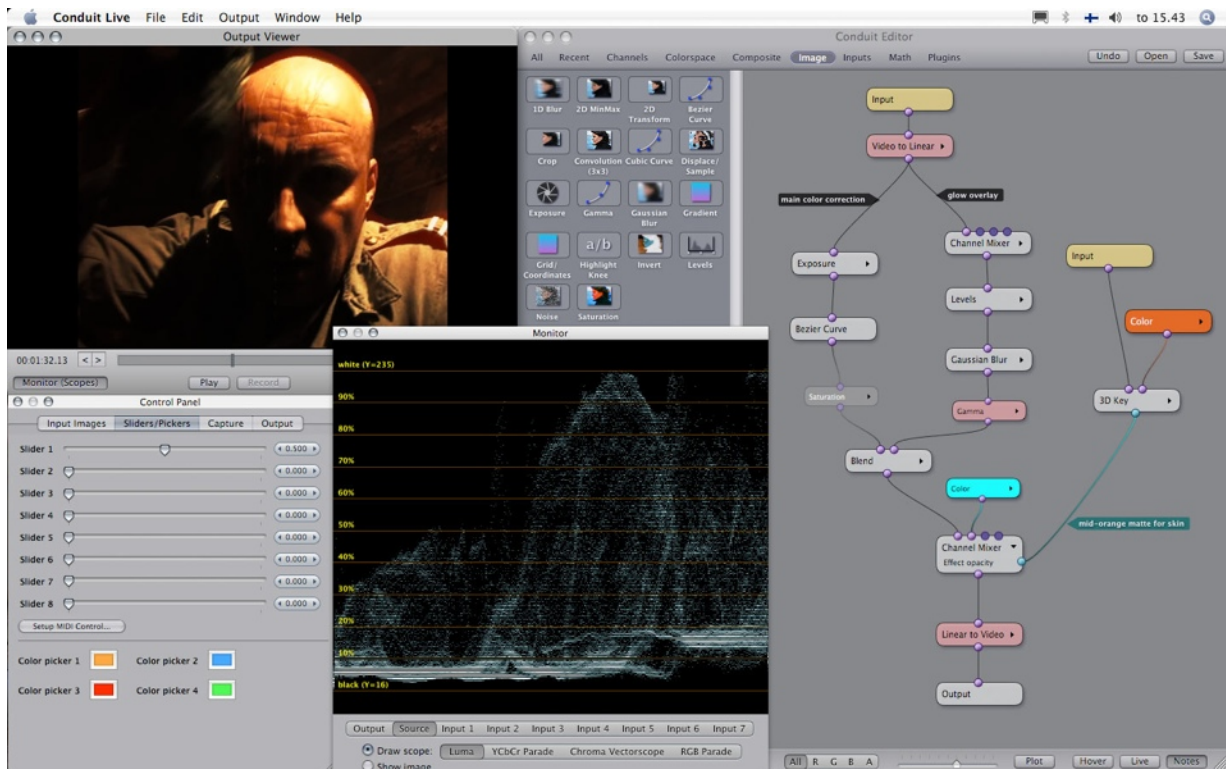 Conduit Live File Edit Output Window Help
to 15.43
Output Viewer
00:01:32.13 < >
Monitor (Scopes) Play Record
Control Panel
Input Images Sliders/Pickers Capture Output
Slider 1 0.500
Slider 2 0.000
Slider 3 0.000
Slider 4 0.000
Slider 5 0.000
Slider 6 0.000
Slider 7 0.000
Slider 8 0.000
Setup MIDI Control...
Color picker 1 Color picker 2
Color picker 3 Color picker 4
Monitor
white (Y=235)
90%
80%
70%
60%
50%
40%
30%
20%
10%
black (Y=16)
Output Source Input 1 Input 2 Input 3 Input 4 Input 5 Input 6 Input 7
Draw scope: Luma YCbCr Parade Chroma Vectorscope RGB Parade
Show image
Conduit Editor
All Recent Channels Colorspace Composite Image Inputs Math Plugins
Undo Open Save
1D Blur 2D MinMax 2D Transform Bezier Curve
Crop Convolution (3x3) Cubic Curve Displace/Sample
Exposure Gamma Gaussian Blur Gradient
a/b
Grid/Coordinates Highlight Knee Invert Levels
Noise Saturation
Input
Video to Linear
main color correction
glow overlay
Channel Mixer
Input
Exposure
Levels
Color
Bezier Curve
Gaussian Blur
Saturation
3D Key
Gamma
Blend
Color
mid-orange matte for skin
Channel Mixer
Effect opacity
Linear to Video
Output
All R G B A
Plot Hover Live Notes